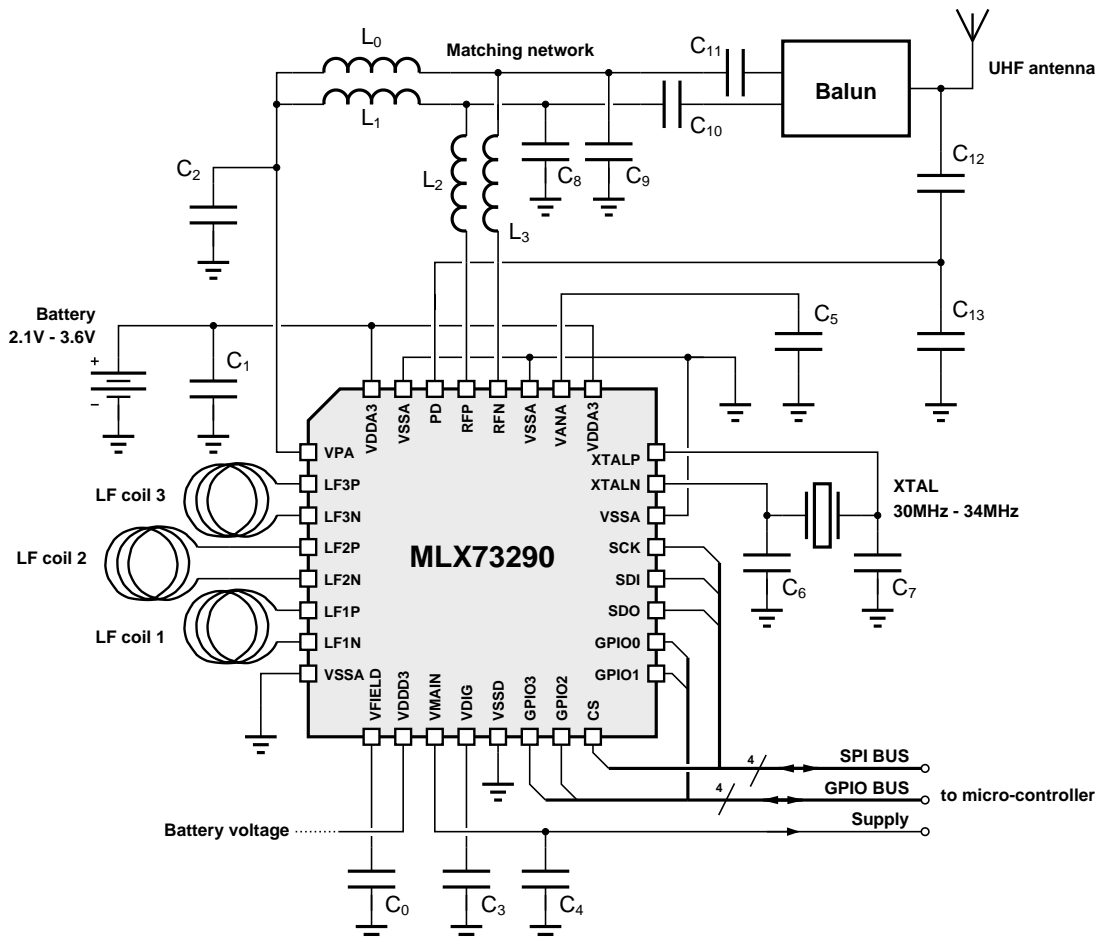 L0
Matching network
C11
UHF antenna
Balun
L1
C10
C12
C2
L2
C8
C9
L3
Battery
2.1V - 3.6V
C5
C13
+
C1
−
VDDA3
VSSA
PD
RFP
RFN
VSSA
VANA
VDDA3
VPA
XTALP
LF coil 3
LF3P
XTALN
XTAL
30MHz - 34MHz
LF3N
VSSA
LF coil 2
LF2P
MLX73290
SCK
LF2N
SDI
C6
C7
LF1P
SDO
LF coil 1
LF1N
GPIO0
VSSA
GPIO1
VFIELD
VDDD3
VMAIN
VDIG
VSSD
GPIO3
GPIO2
CS
4
SPI BUS
4
GPIO BUS
to micro-controller
Battery voltage
Supply
C0
C3
C4